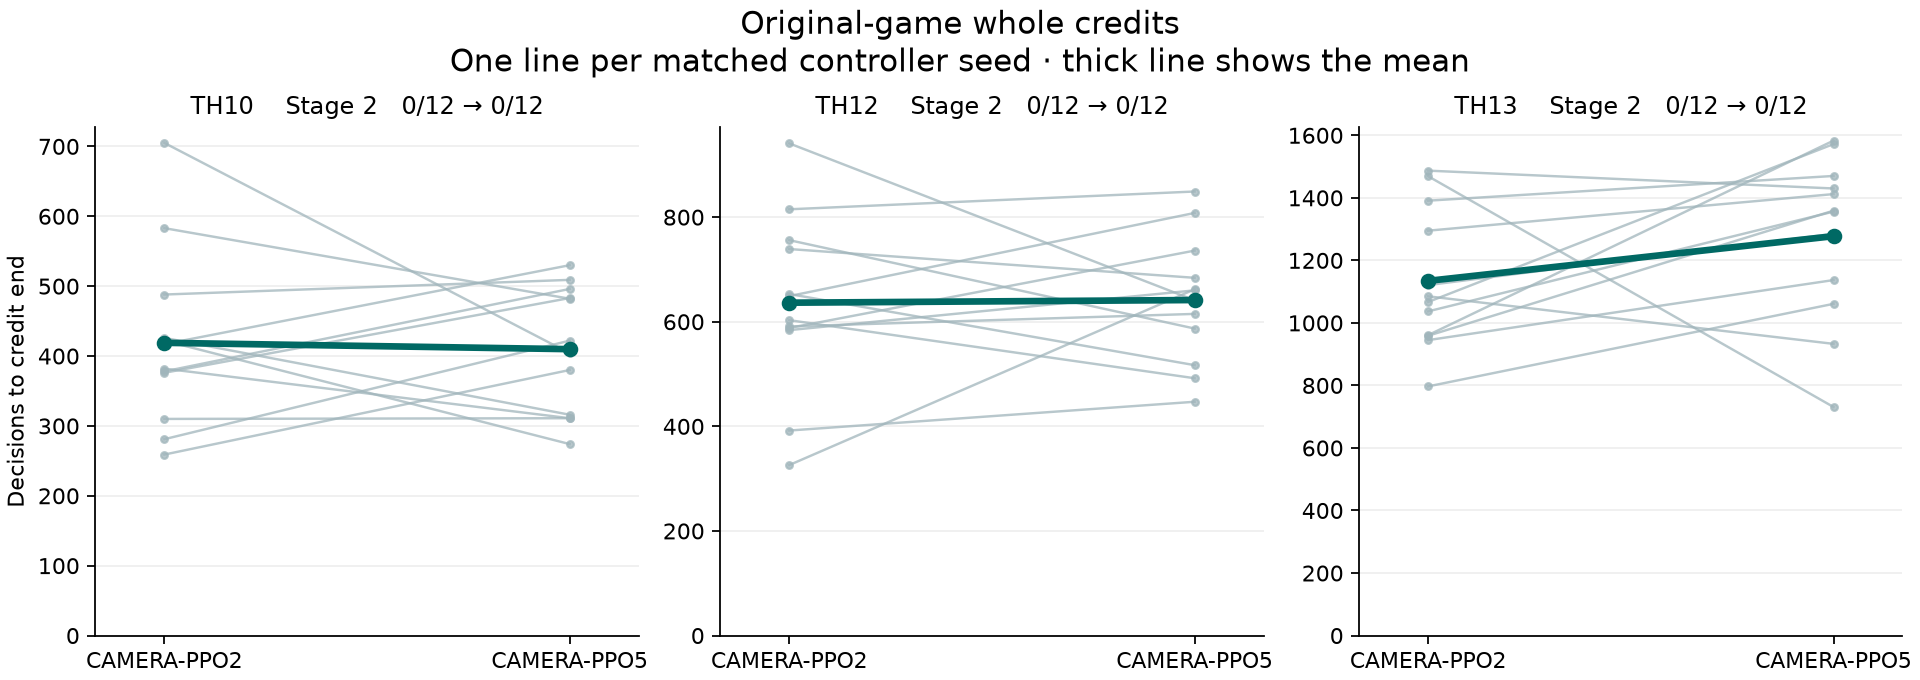 Original-game whole credits
One line per matched controller seed · thick line shows the mean
TH10 Stage 2 0/12 → 0/12
Decisions to credit end
700
600
500
400
300
200
100
0
CAMERA-PPO2
CAMERA-PPO5
TH12 Stage 2 0/12 → 0/12
800
600
400
200
0
CAMERA-PPO2
CAMERA-PPO5
TH13 Stage 2 0/12 → 0/12
1600
1400
1200
1000
800
600
400
200
0
CAMERA-PPO2
CAMERA-PPO5